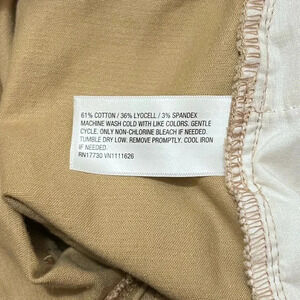 61% COTTON / 36% LYOCELL / 3% SPANDEX
MACHINE WASH COLD WITH LIKE COLORS. GENTLE
CYCLE. ONLY NON-CHLORINE BLEACH IF NEEDED.
TUMBLE DRY LOW. REMOVE PROMPTLY. COOL IRON
IF NEEDED.
RN17730 VN1111626